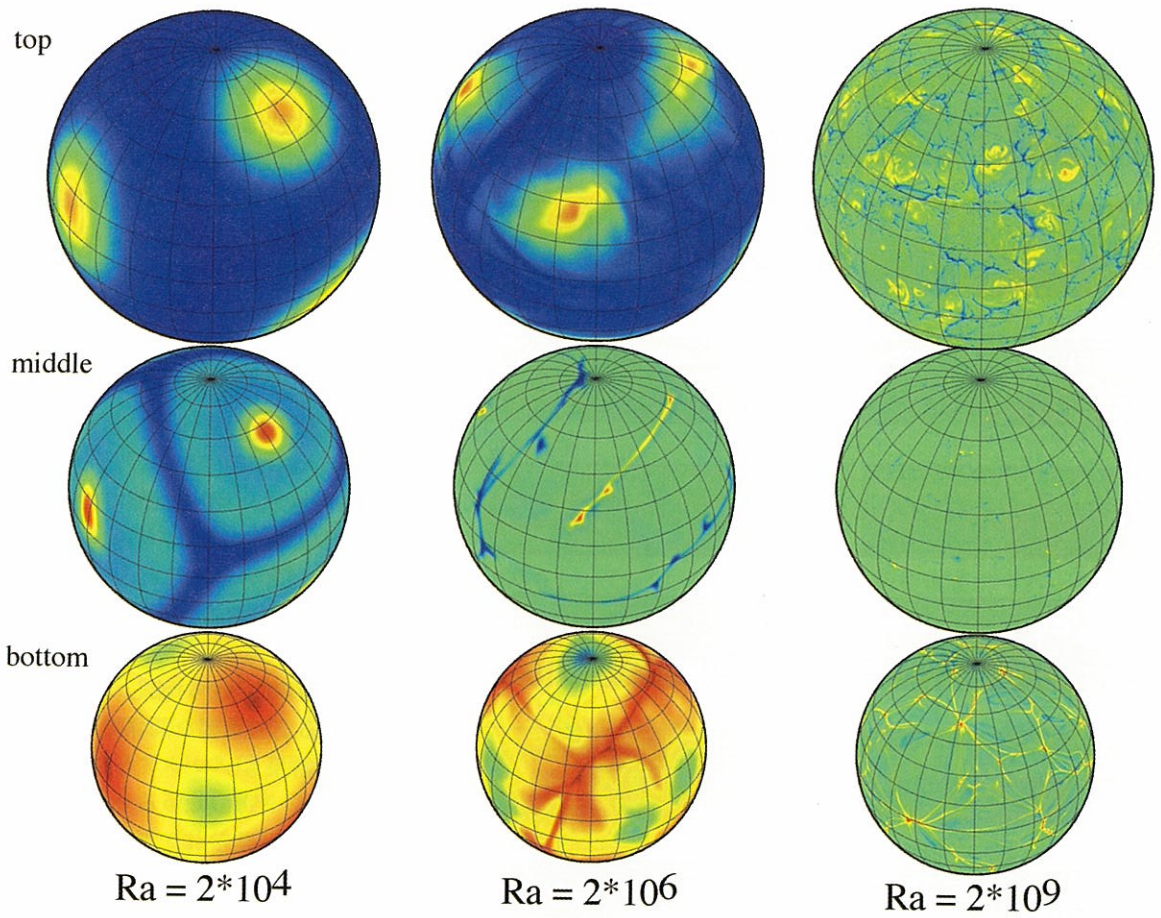 top
middle
bottom
Ra = 2*10⁴
Ra = 2*10⁶
Ra = 2*10⁹